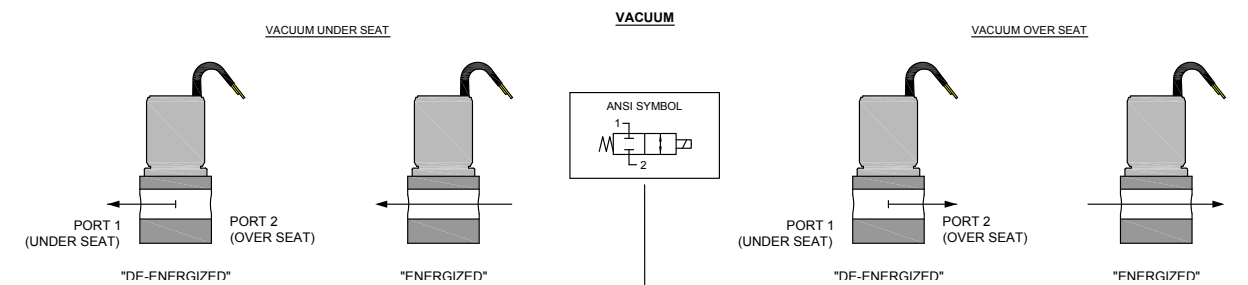 VACUUM
VACUUM UNDER SEAT
VACUUM OVER SEAT
ANSI SYMBOL
1
2
PORT 1
(UNDER SEAT)
PORT 2
(OVER SEAT)
PORT 1
(UNDER SEAT)
PORT 2
(OVER SEAT)
"DE-ENERGIZED"
"ENERGIZED"
"DE-ENERGIZED"
"ENERGIZED"